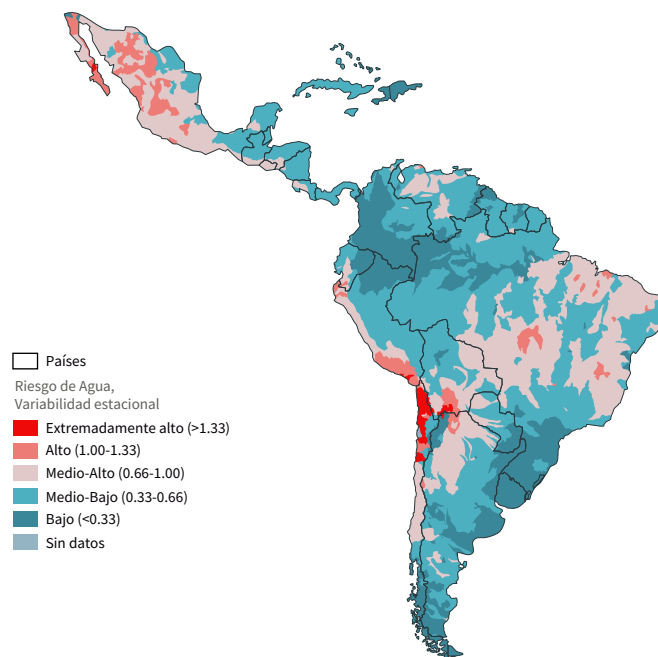 Países
Riesgo de Agua,
Variabilidad estacional
Extremadamente alto (>1.33)
Alto (1.00-1.33)
Medio-Alto (0.66-1.00)
Medio-Bajo (0.33-0.66)
Bajo (<0.33)
Sin datos